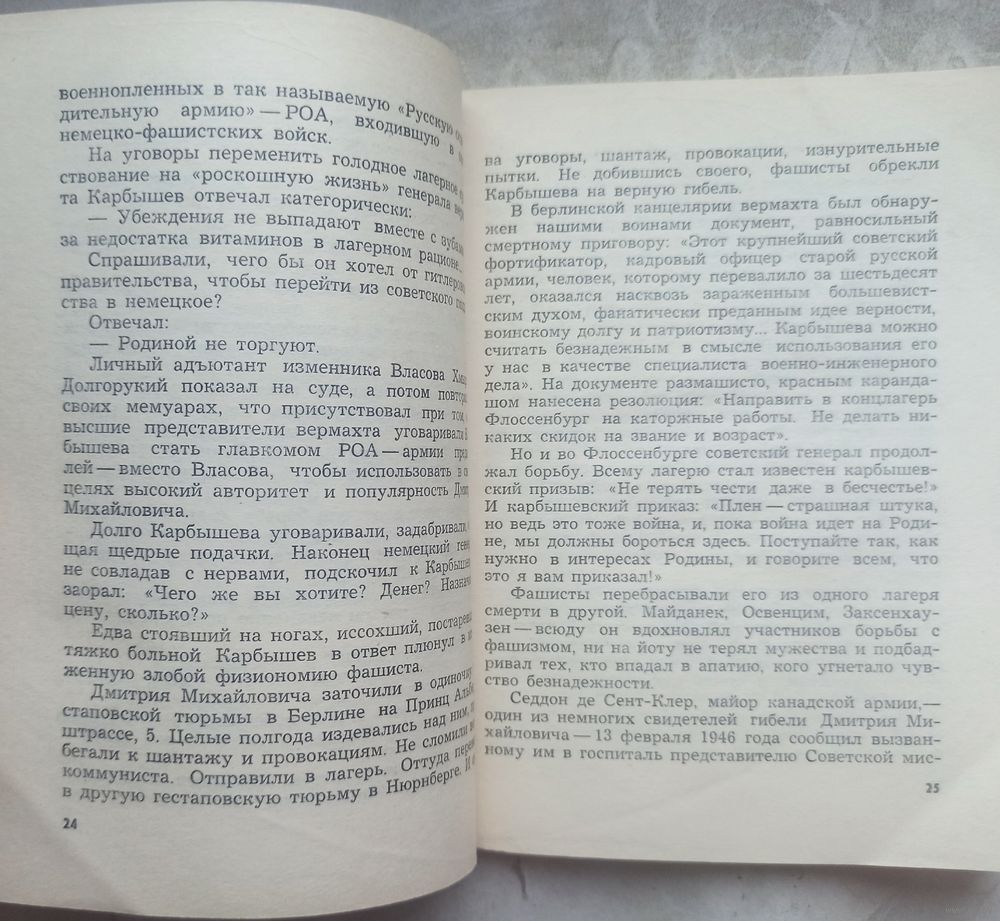 военнопленных в так называемую «Русскую
дительную армию» — РОА, входившую в
немецко-фашистских войск.
На уговоры переменить голодное лагерное
ствование на «роскошную жизнь» генерала
та Карбышев отвечал категорически:
— Убеждения не выпадают вместе с зубами
за недостатка витаминов в лагерном рационе
Спрашивали, чего бы он хотел от
правительства, чтобы перейти из советского
ства в немецкое?
Отвечал:
— Родиной не торгуют.
Личный адъютант изменника Власова
Долгорукий показал на суде, а потом
своих мемуарах, что присутствовал при том,
высшие представители вермахта уговаривали
бышева стать главкомом РОА — армии
лей — вместо Власова, чтобы использовать в
целях высокий авторитет и популярность
Михайловича.
Долго Карбышева уговаривали, задабривали,
щая щедрые подачки. Наконец немецкий
не совладав с нервами, подскочил к
заорал: «Чего же вы хотите? Денег?
цену, сколько?»
Едва стоявший на ногах, иссохший,
тяжко больной Карбышев в ответ плюнул в
женную злобой физиономию фашиста.
Дмитрия Михайловича заточили в одиночку
стаповской тюрьмы в Берлине на Принц
штрассе, 5. Целые полгода издевались над ним,
бегали к шантажу и провокациям. Не сломили
коммуниста. Отправили в лагерь. Оттуда
в другую гестаповскую тюрьму в Нюрнберге. И
24
ва уговоры, шантаж, провокации, изнурительные
пытки. Не добившись своего, фашисты обрекли
Карбышева на верную гибель.
В берлинской канцелярии вермахта был обнару-
жен нашими воинами документ, равносильный
смертному приговору: «Этот крупнейший советский
фортификатор, кадровый офицер старой русской
армии, человек, которому перевалило за шестьдесят
лет, оказался насквозь зараженным большевист-
ским духом, фанатически преданным идее верности,
воинскому долгу и патриотизму... Карбышева можно
считать безнадежным в смысле использования его
у нас в качестве специалиста военно-инженерного
дела». На документе размашисто, красным каранда-
шом нанесена резолюция: «Направить в концлагерь
Флоссенбург на каторжные работы. Не делать ни-
каких скидок на звание и возраст».
Но и во Флоссенбурге советский генерал продол-
жал борьбу. Всему лагерю стал известен карбышев-
ский призыв: «Не терять чести даже в бесчестье!»
И карбышевский приказ: «Плен — страшная штука,
но ведь это тоже война, и, пока война идет на Роди-
не, мы должны бороться здесь. Поступайте так, как
нужно в интересах Родины, и говорите всем, что
это я вам приказал!»
Фашисты перебрасывали его из одного лагеря
смерти в другой. Майданек, Освенцим, Заксенхау-
зен — всюду он вдохновлял участников борьбы с
фашизмом, ни на йоту не терял мужества и подбад-
ривал тех, кто впадал в апатию, кого угнетало чув-
ство безнадежности.
Седдон де Сент-Клер, майор канадской армии,—
один из немногих свидетелей гибели Дмитрия Ми-
хайловича — 13 февраля 1946 года сообщил вызван-
ному им в госпиталь представителю Советской мис-
25